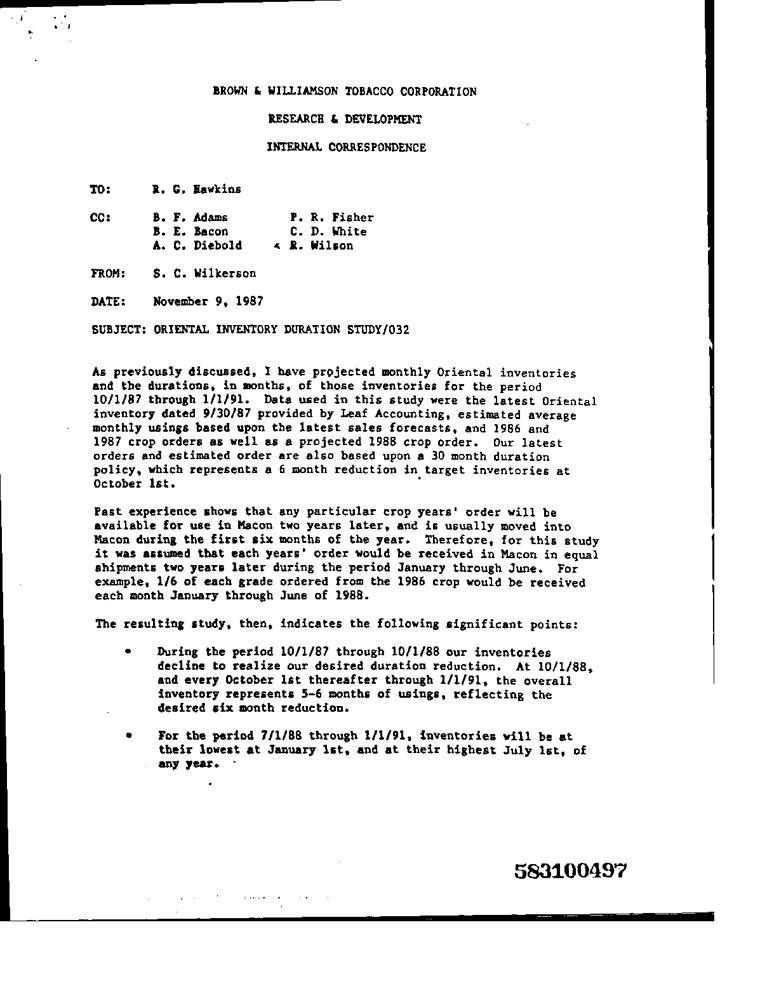 BROWN & WILLIAMSON TOBACCO CORPORATION
RESEARCH & DEVELOPMENT
INTERNAL CORRESPONDENCE
TO: R. G. Hawkins
CC: B. F. Adams P. R. Fisher
B. E. Bacon C. D. White
A. C. Diebold R. Wilson
FROM: S. C. Wilkerson
DATE: November 9, 1987
SUBJECT: ORIENTAL INVENTORY DURATION STUDY/032
As previously discussed, I have projected monthly Oriental inventories
and the durations, in months, of those inventories for the period
10/1/87 through 1/1/91. Data used in this study were the latest Oriental
inventory dated 9/30/87 provided by Leaf Accounting, estimated average
monthly usings based upon the latest sales forecasts, and 1986 and
1987 crop orders as well as a projected 1988 crop order. Our latest
orders and estimated order are also based upon a 30 month duration
policy, which represents a 6 month reduction in target inventories at
October 1st.
Past experience shows that any particular crop years' order will be
available for use in Macon two years later, and is usually moved into
Macon during the first six months of the year. Therefore, for this study
it was assumed that each years' order would be received in Macon in equal
shipments two years later during the period January through June. For
example, 1/6 of each grade ordered from the 1986 crop would be received
each month January through June of 1988.
The resulting study, then, indicates the following significant points:
• During the period 10/1/87 through 10/1/88 our inventories
decline to realize our desired duration reduction. At 10/1/88,
and every October 1st thereafter through 1/1/91, the overall
inventory represents 5-6 months of usings, reflecting the
desired six month reduction.
• For the period 7/1/88 through 1/1/91, inventories will be at
their lowest at January 1st, and at their highest July 1st, of
any year.
583100497